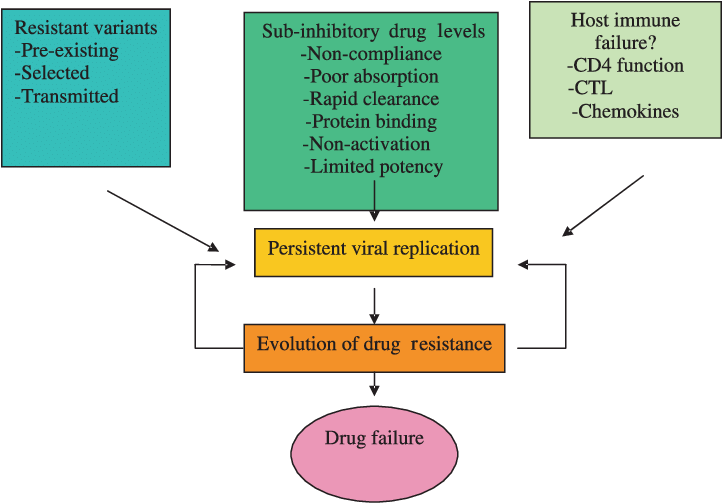 Resistant variants
-Pre-existing
-Selected
-Transmitted
Sub-inhibitory drug levels
-Non-compliance
-Poor absorption
-Rapid clearance
-Protein binding
-Non-activation
-Limited potency
Host immune
failure?
-CD4 function
-CTL
-Chemokines
Persistent viral replication
Evolution of drug resistance
Drug failure